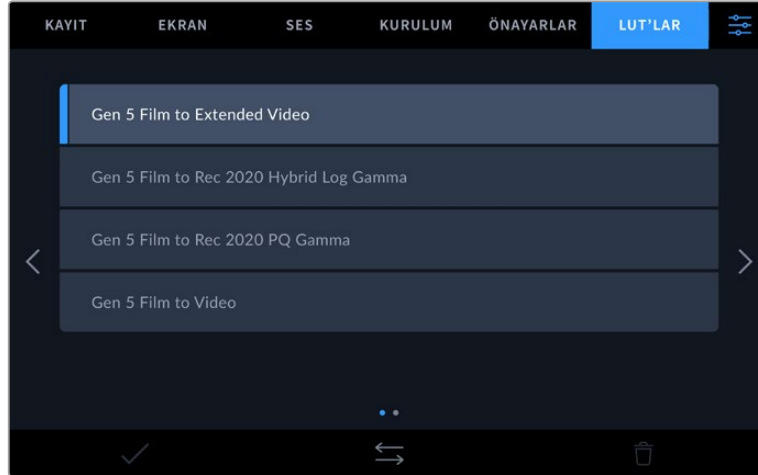 KAYIT EKRAN SES KURULUM ÖNAYARLAR LUT'LAR
Gen 5 Film to Extended Video
Gen 5 Film to Rec 2020 Hybrid Log Gamma
Gen 5 Film to Rec 2020 PQ Gamma
Gen 5 Film to Video